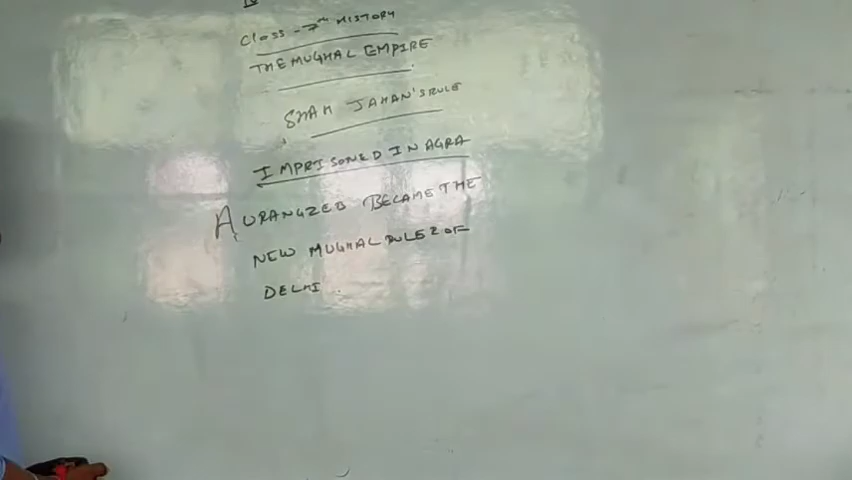 Class - 7th HISTORY
THE MUGHAL EMPIRE
SHAH JAHAN'S RULE
IMPRISONED IN AGRA
AURANGZEB BECAME THE
NEW MUGHAL RULER OF
DELHI.